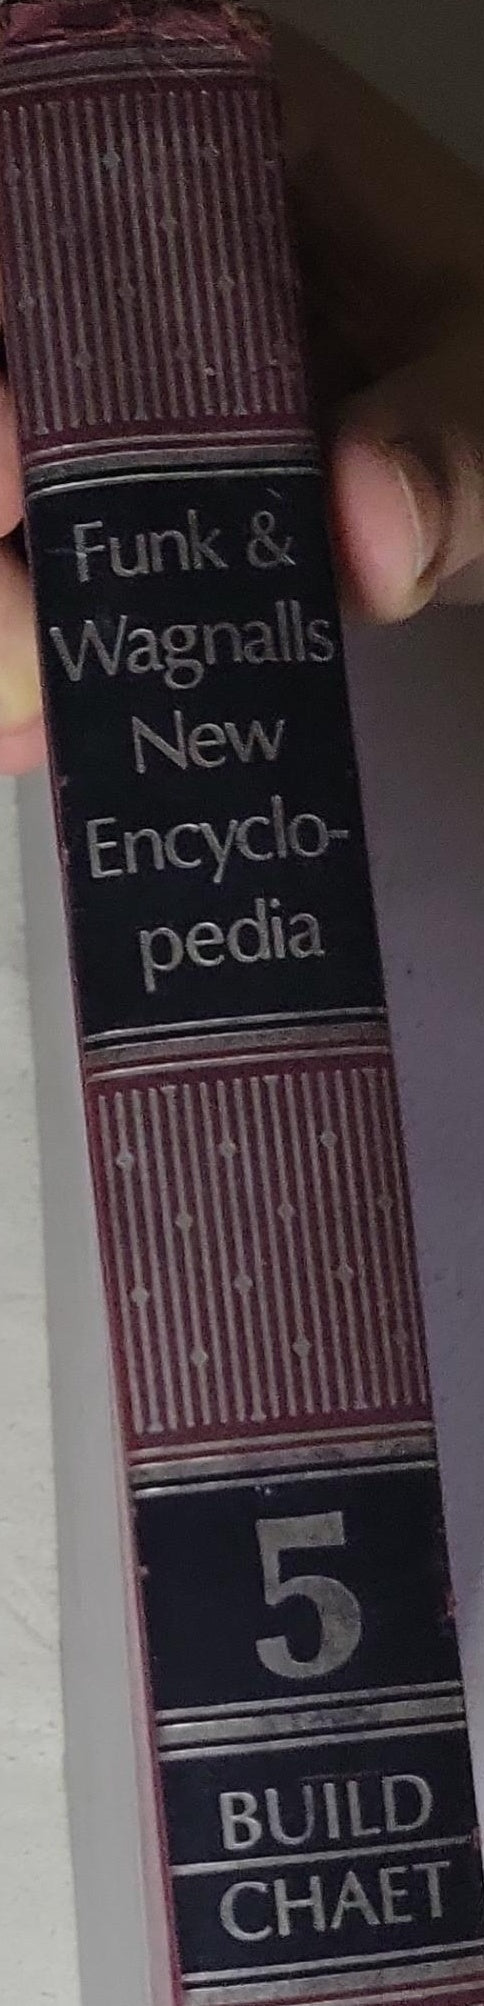 Funk &
Wagnalls
New
Encyclo-
pedia
5
BUILD
CHAET